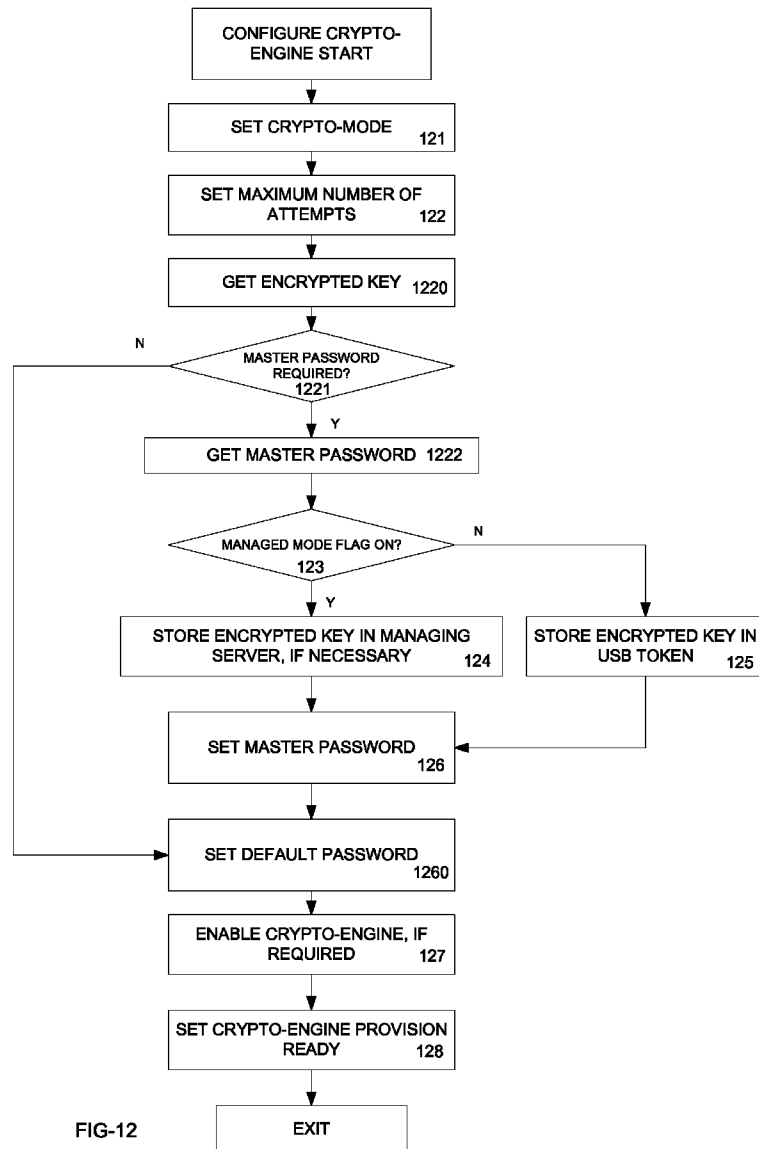 CONFIGURE CRYPTO-
ENGINE START
SET CRYPTO-MODE
121
SET MAXIMUM NUMBER OF
ATTEMPTS
122
GET ENCRYPTED KEY 1220
N
MASTER PASSWORD
REQUIRED?
1221
Y
GET MASTER PASSWORD 1222
MANAGED MODE FLAG ON?
123
N
Y
STORE ENCRYPTED KEY IN MANAGING
SERVER, IF NECESSARY
124
STORE ENCRYPTED KEY IN
USB TOKEN
125
SET MASTER PASSWORD
126
SET DEFAULT PASSWORD
1260
ENABLE CRYPTO-ENGINE, IF
REQUIRED
127
SET CRYPTO-ENGINE PROVISION
READY
128
EXIT
FIG-12